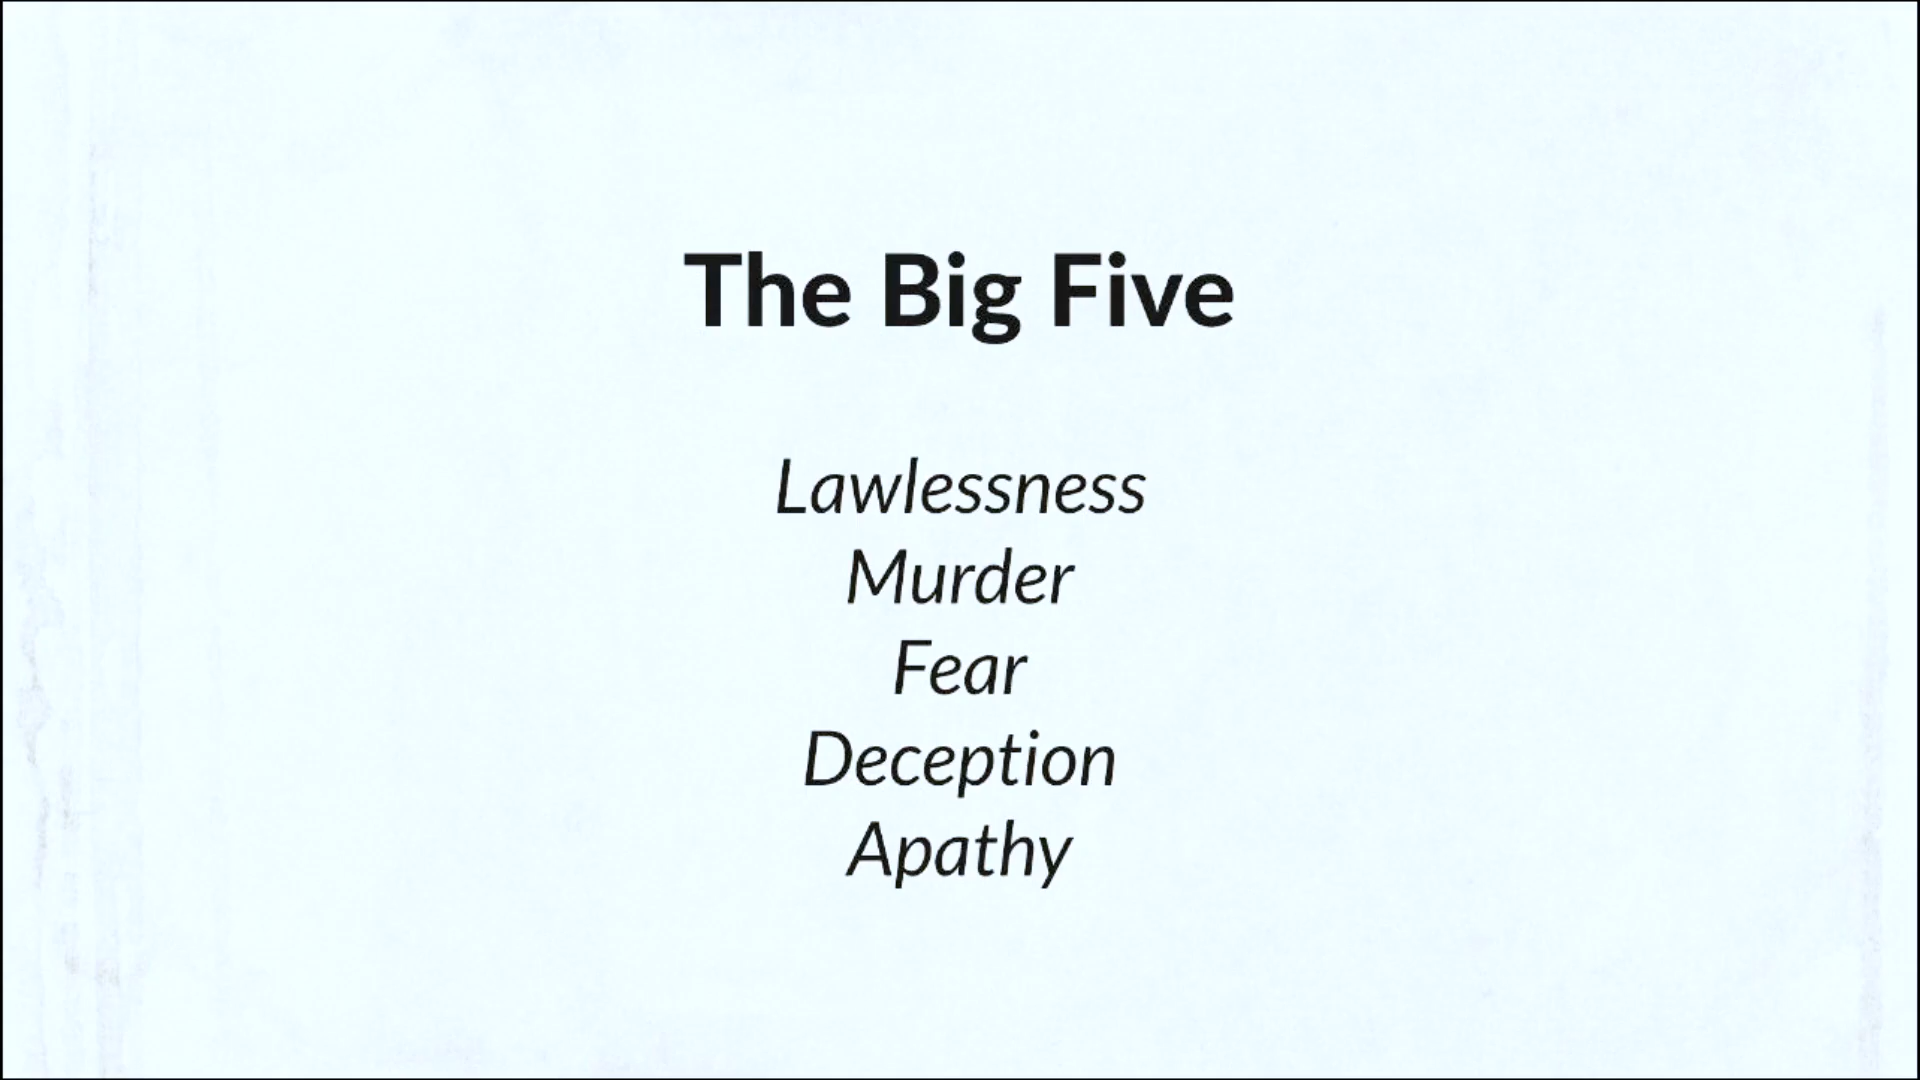 The Big Five
Lawlessness
Murder
Fear
Deception
Apathy